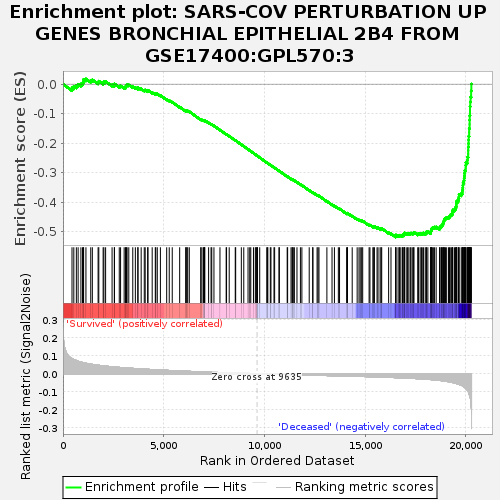 Enrichment plot: SARS-COV PERTURBATION UP
GENES BRONCHIAL EPITHELIAL 2B4 FROM
GSE17400:GPL570:3
Enrichment score (ES)
0.0
-0.1
-0.2
-0.3
-0.4
-0.5
Ranked list metric (Signal2Noise)
0.3
0.2
0.1
0.0
-0.1
-0.2
-0.3
'Survived' (positively correlated)
Zero cross at 9635
'Deceased' (negatively correlated)
0
5,000
10,000
15,000
20,000
Rank in Ordered Dataset
Enrichment profile
Hits
Ranking metric scores